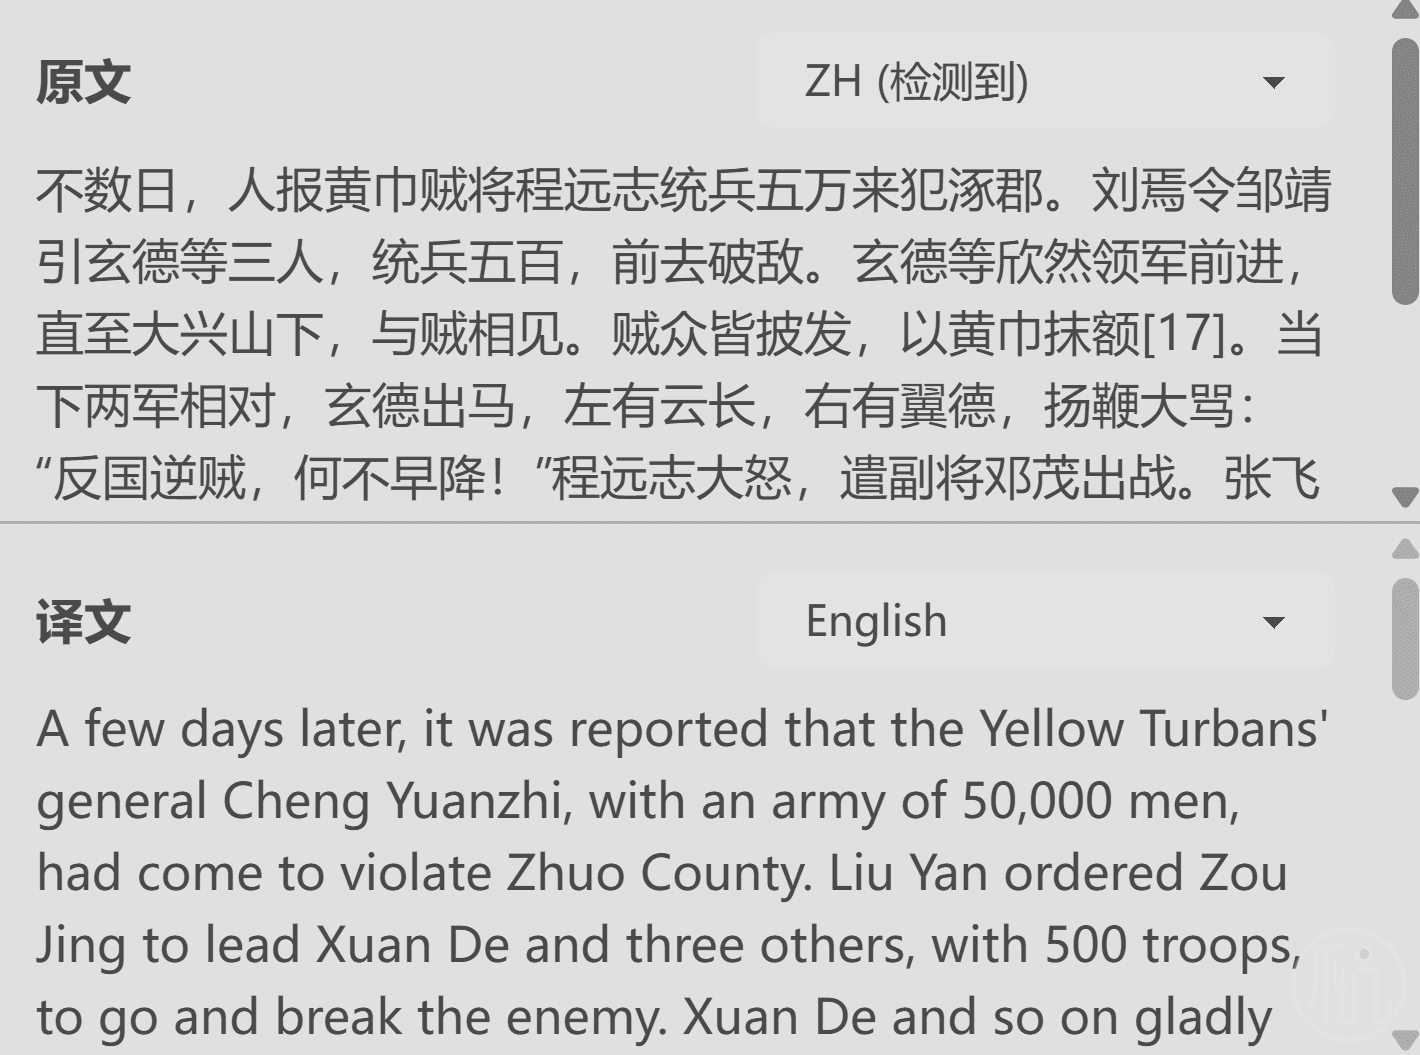 原文
ZH (检测到)
不数日，人报黄巾贼将程远志统兵五万来犯涿郡。刘焉令邹靖
引玄德等三人，统兵五百，前去破敌。玄德等欣然领军前进，
直至大兴山下，与贼相见。贼众皆披发，以黄巾抹额[17]。当
下两军相对，玄德出马，左有云长，右有翼德，扬鞭大骂：
“反国逆贼，何不早降！”程远志大怒，遣副将邓茂出战。张飞
译文
English
A few days later, it was reported that the Yellow Turbans'
general Cheng Yuanzhi, with an army of 50,000 men,
had come to violate Zhuo County. Liu Yan ordered Zou
Jing to lead Xuan De and three others, with 500 troops,
to go and break the enemy. Xuan De and so on gladly